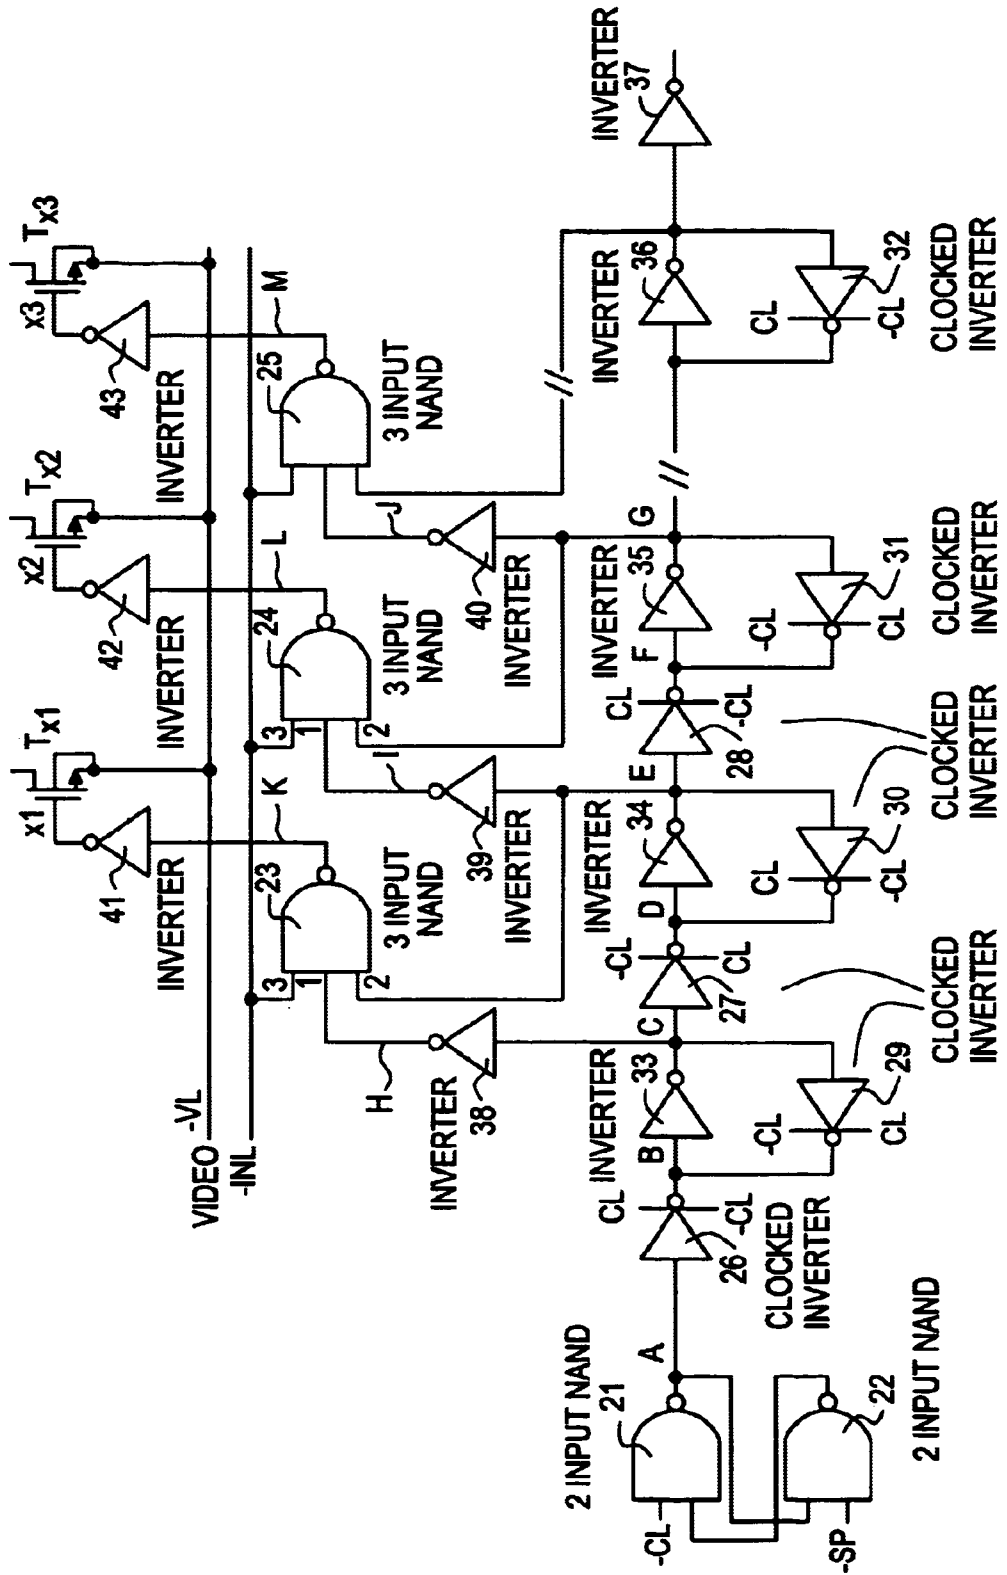 x1
Tx1
x2
Tx2
x3
Tx3
41
INVERTER
42
INVERTER
43
INVERTER
VIDEO -VL
-INL
K
L
M
3
1
2
23
3 INPUT
NAND
3
1
2
24
3 INPUT
NAND
25
3 INPUT
NAND
H
I
J
INVERTER
38
39
INVERTER
40
INVERTER
2 INPUT NAND
21
-CL
A
-SP
22
2 INPUT NAND
CL
-CL
26
CLOCKED
INVERTER
B
INVERTER
33
C
-CL
CL
29
-CL
CL
27
D
INVERTER
34
E
CL
-CL
30
CL
-CL
28
F
INVERTER
35
G
-CL
CL
31
//
//
INVERTER
36
CL
-CL
32
INVERTER
37
CLOCKED
INVERTER
CLOCKED
INVERTER
CLOCKED
INVERTER
CLOCKED
INVERTER